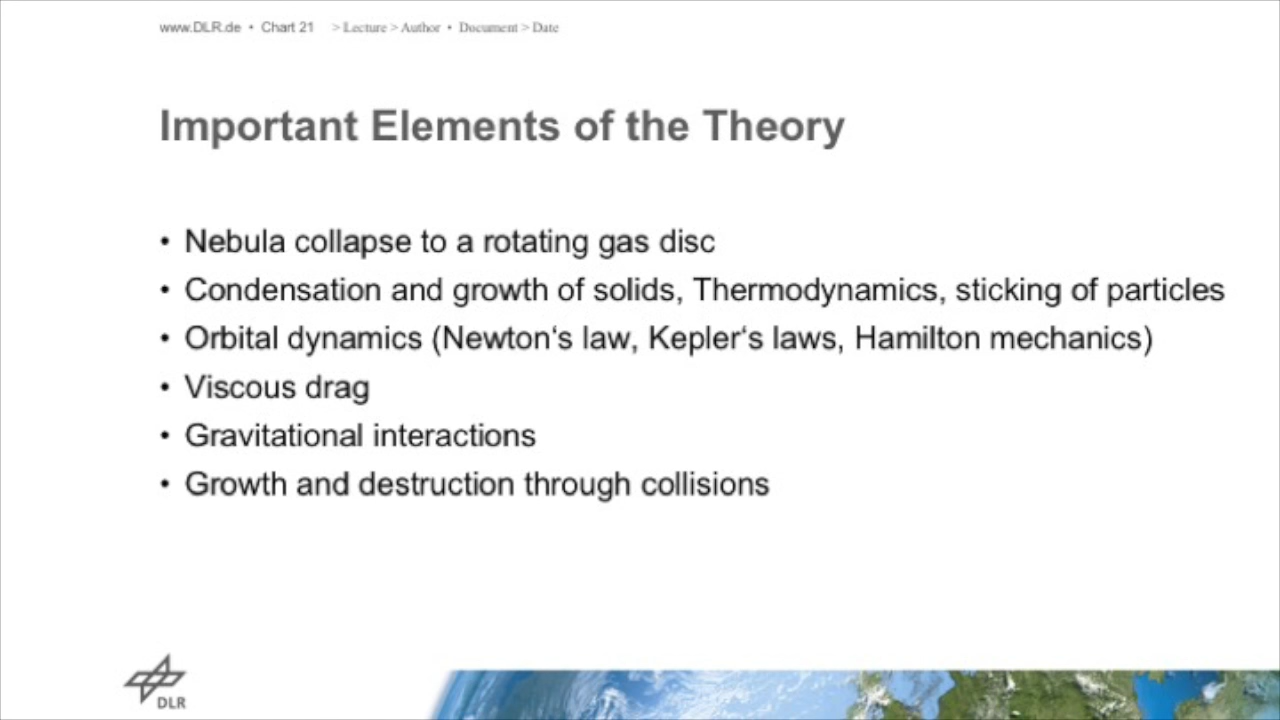 www.DLR.de • Chart 21 > Lecture > Author • Document > Date
Important Elements of the Theory
• Nebula collapse to a rotating gas disc
• Condensation and growth of solids, Thermodynamics, sticking of particles
• Orbital dynamics (Newton‘s law, Kepler‘s laws, Hamilton mechanics)
• Viscous drag
• Gravitational interactions
• Growth and destruction through collisions
DLR